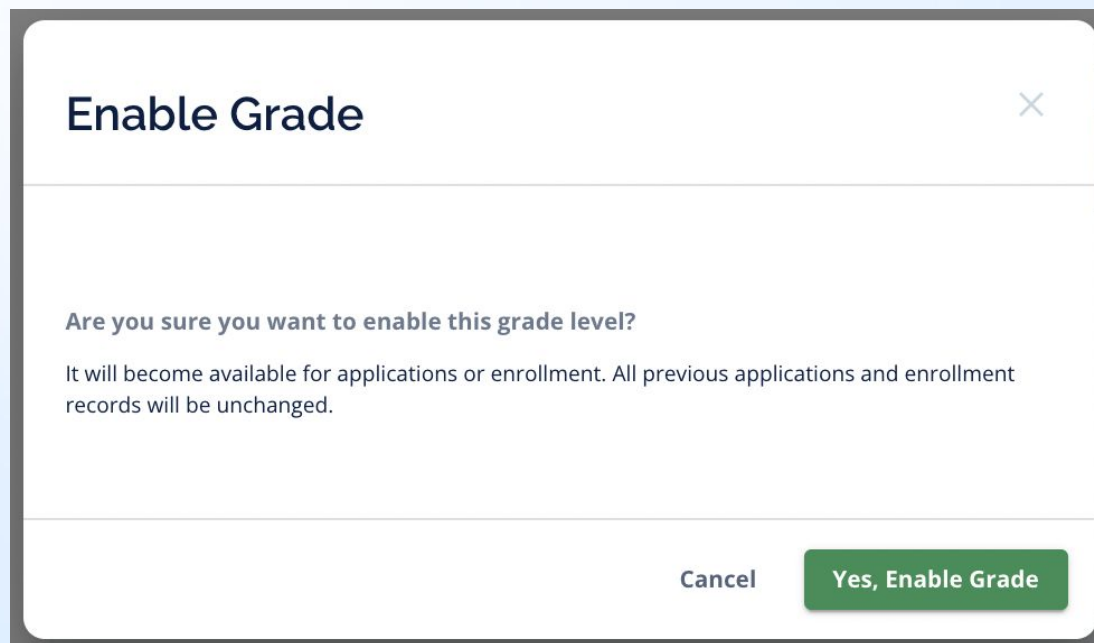 Enable Grade
Are you sure you want to enable this grade level?
It will become available for applications or enrollment. All previous applications and enrollment
records will be unchanged.
Cancel
Yes, Enable Grade